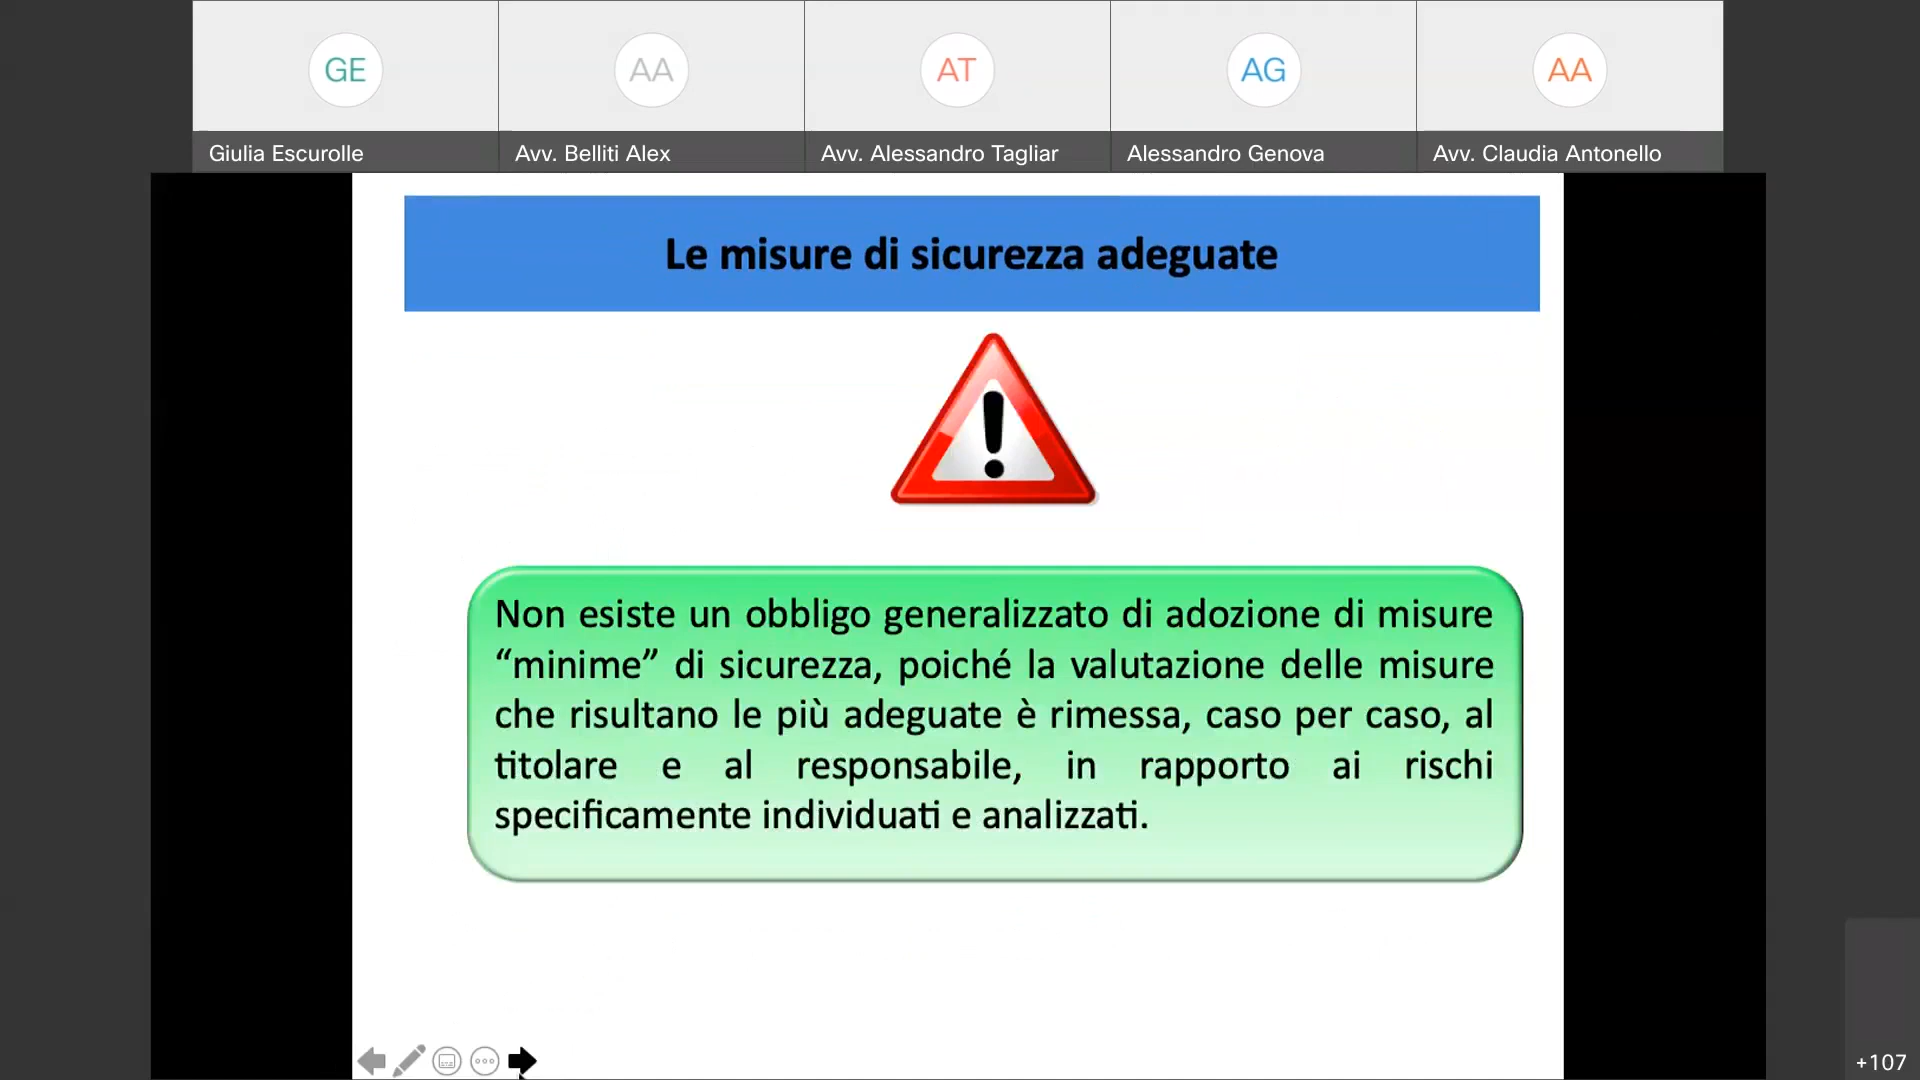 GE
AA
AT
AG
AA
Giulia Escurolle
Avv. Belliti Alex
Avv. Alessandro Tagliar
Alessandro Genova
Avv. Claudia Antonello
Le misure di sicurezza adeguate
Non esiste un obbligo generalizzato di adozione di misure
“minime” di sicurezza, poiché la valutazione delle misure
che risultano le più adeguate è rimessa, caso per caso, al
titolare e al responsabile, in rapporto ai rischi
specificamente individuati e analizzati.
+107